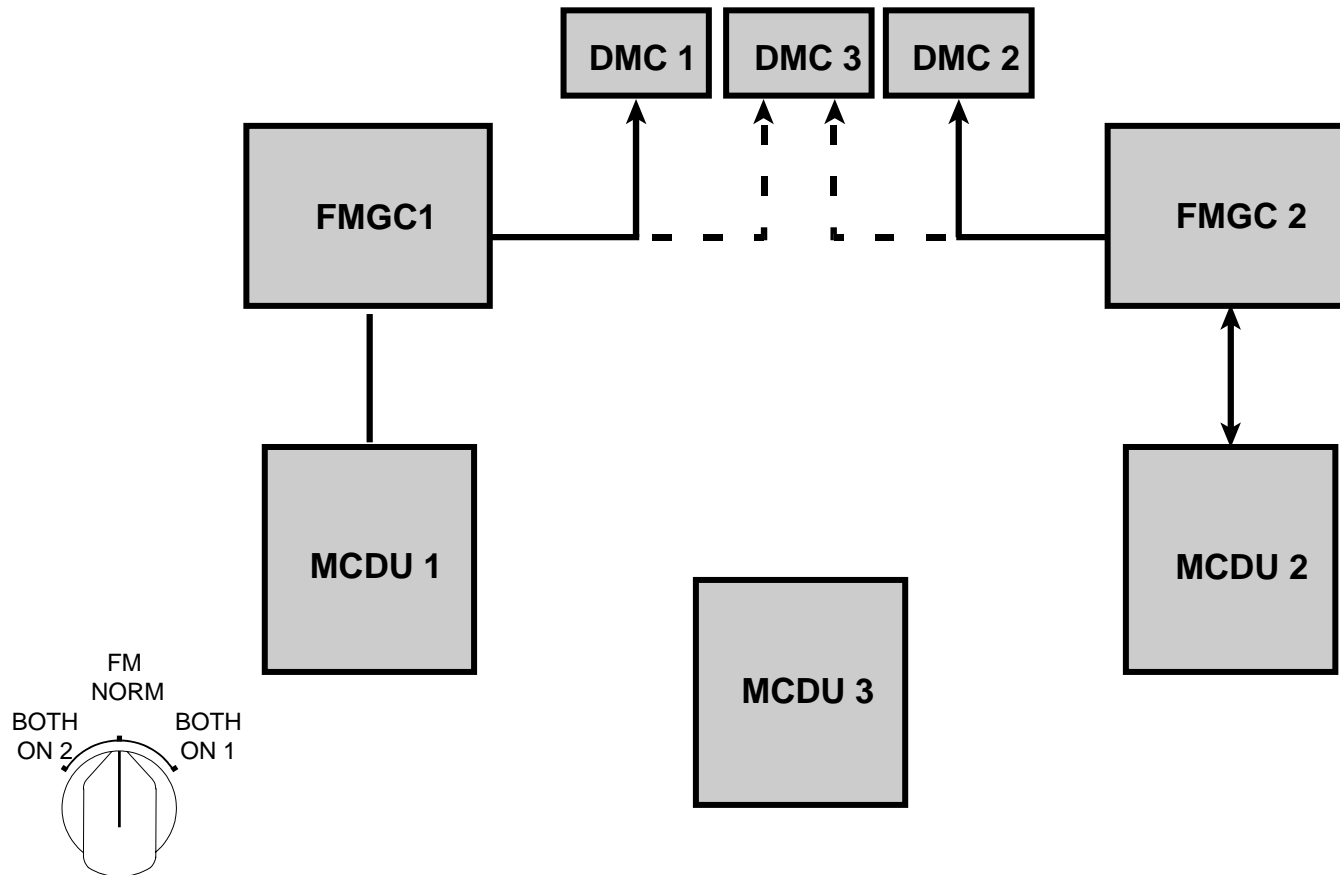 DMC 1
DMC 3
DMC 2
FMGC1
FMGC 2
MCDU 1
MCDU 2
MCDU 3
FM
NORM
BOTH
ON 2
BOTH
ON 1